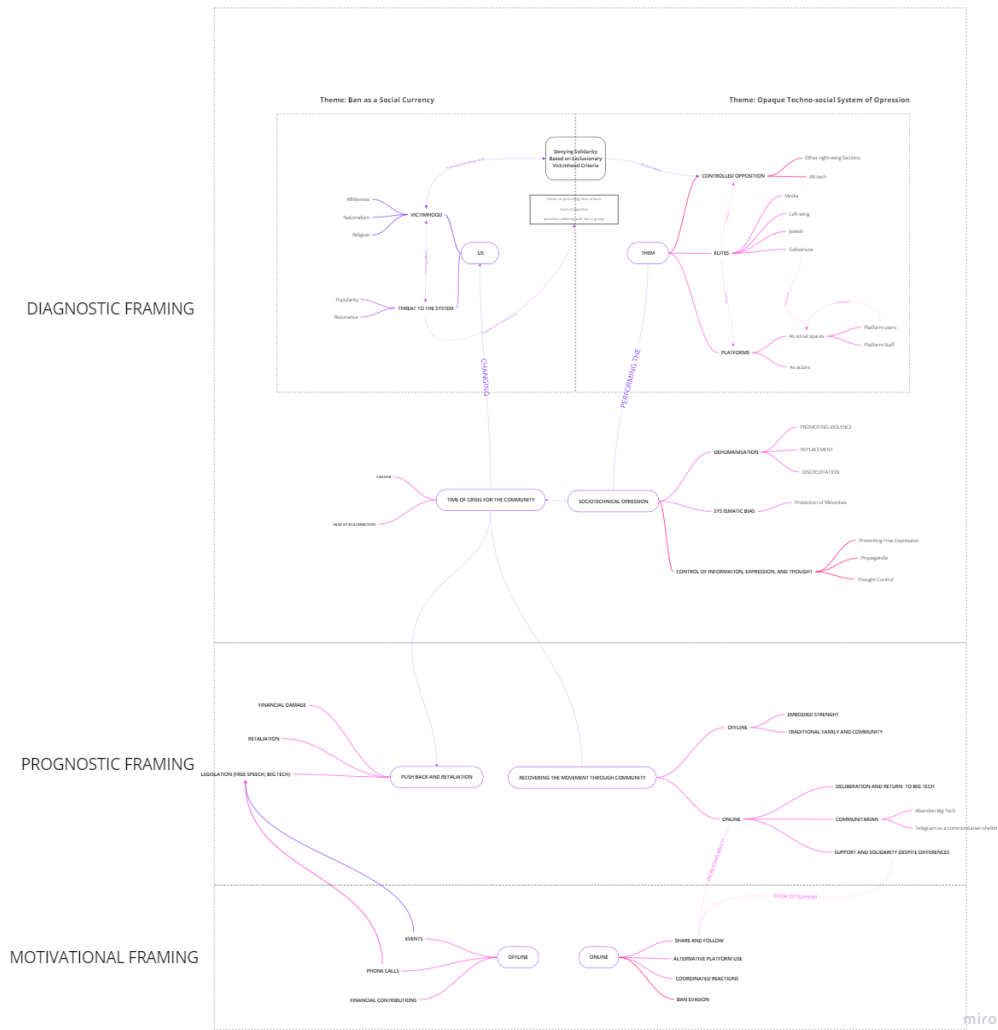 Theme: Ban as a Social Currency
Theme: Opaque Techno-social System of Opression
Denying Solidarity
Based on Exclusionary
Victimhood Criteria
CONTROLLED OPPOSITION
Other right-wing Sections
Alt-tech
Whiteness
Nationalism
Religion
VICTIMHOOD
US
THEM
ELITES
Media
Left-wing
Jewish
Subversive
Popularity
Resonance
THREAT TO THE SYSTEM
PLATFORMS
As social spaces
Platform users
Platform Staff
As actors
DIAGNOSTIC FRAMING
CHANGING
PERFORMING THE
DEHUMANISATION
PROMOTING VIOLENCE
REPLACEMENT
DISCREDITATION
TIME OF CRISIS FOR THE COMMUNITY
SOCIOTECHNICAL OPRESSION
SYSTEMATIC BIAS
Protection of Minorities
CONTROL OF INFORMATION, EXPRESSION, AND THOUGHT
Presenting Free Expression
Propaganda
Thought Control
PROGNOSTIC FRAMING
FINANCIAL DAMAGE
RETALIATION
LEGISLATION (FREE SPEECH, BIG TECH)
PUSH BACK AND RETALIATION
RECOVERING THE MOVEMENT THROUGH COMMUNITY
OFFLINE
EMBODIED STRENGHT
TRADITIONAL FAMILY AND COMMUNITY
ONLINE
DELIBERATION AND RETURN TO BIG TECH
COMMUNITARIAN
Abandon Big Tech
Telegram as a communitarian shelter
SUPPORT AND SOLIDARITY DESPITE DIFFERENCES
INCREASING REACH
SHOW OF SUPPORT
MOTIVATIONAL FRAMING
EVENTS
PHONE CALLS
FINANCIAL CONTRIBUTIONS
OFFLINE
ONLINE
SHARE AND FOLLOW
ALTERNATIVE PLATFORM USE
COORDINATED REACTIONS
BAN EVASION
miro